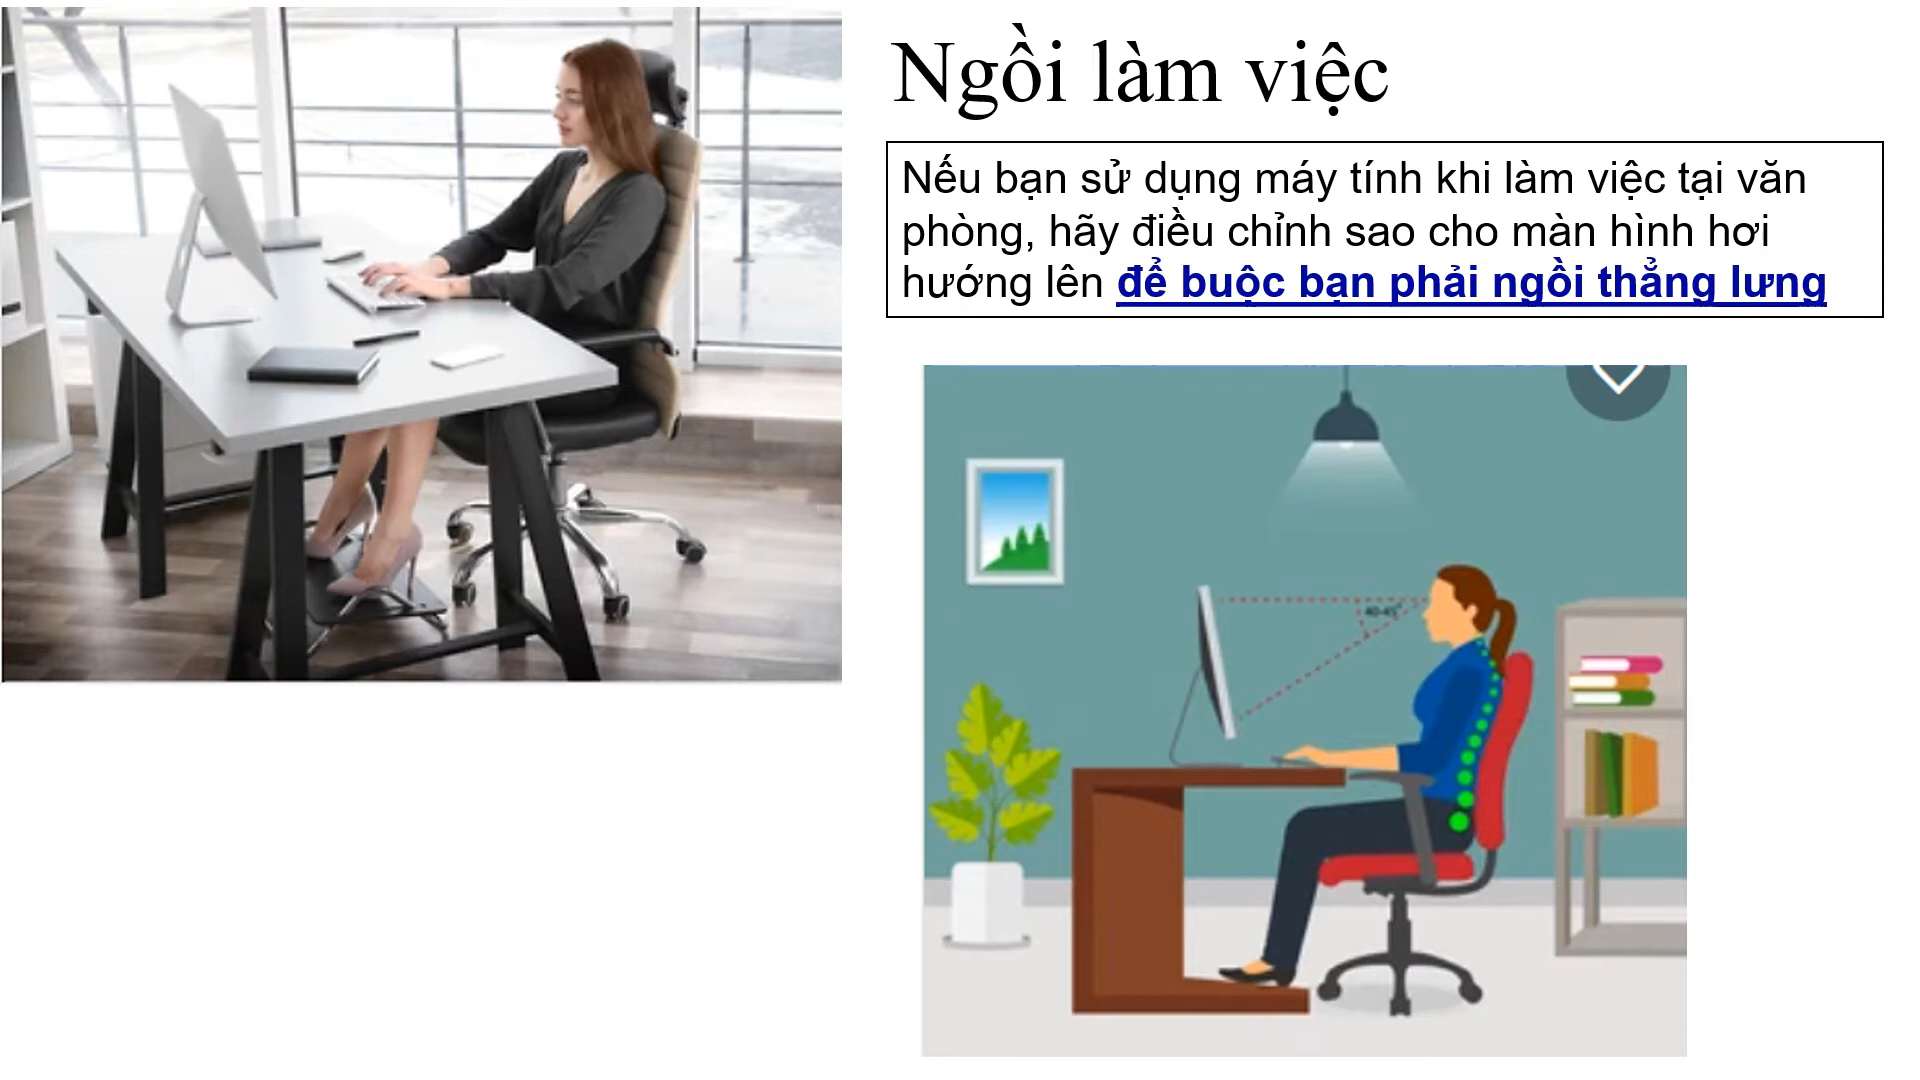 Ngồi làm việc
Nếu bạn sử dụng máy tính khi làm việc tại văn
phòng, hãy điều chỉnh sao cho màn hình hơi
hướng lên để buộc bạn phải ngồi thẳng lưng